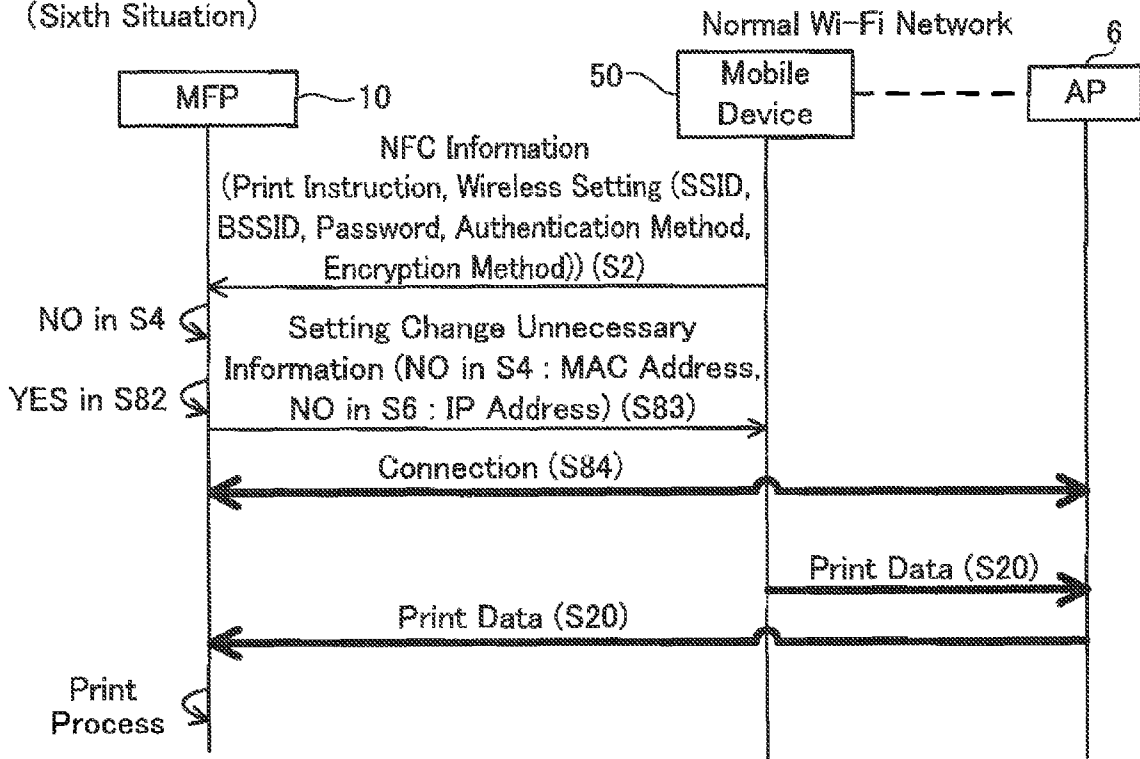 (Sixth Situation)
Normal Wi-Fi Network
6
MFP
10
50
Mobile
Device
AP
NFC Information
(Print Instruction, Wireless Setting (SSID,
BSSID, Password, Authentication Method,
Encryption Method)) (S2)
NO in S4
Setting Change Unnecessary
Information (NO in S4 : MAC Address,
NO in S6 : IP Address) (S83)
YES in S82
Connection (S84)
Print Data (S20)
Print Data (S20)
Print
Process